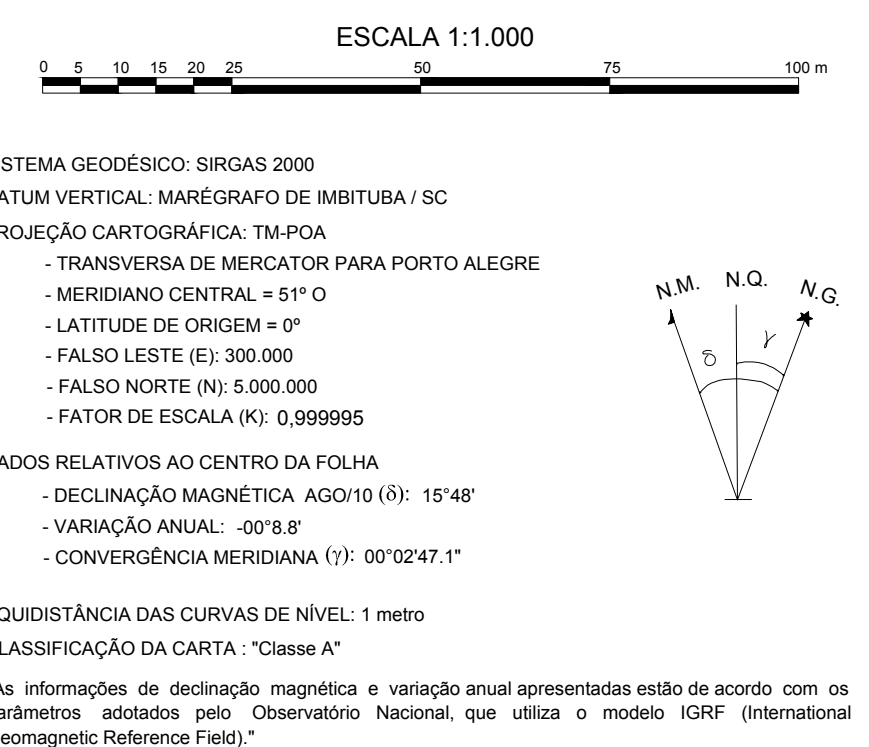 ESCALA 1:1.000
0 5 10 15 20 25 50 75 100 m
ISTEMA GEODÉSICO: SIRGAS 2000
ATUM VERTICAL: MARÉGRAFO DE IMBITUBA / SC
ROJEÇÃO CARTOGRÁFICA: TM-POA
- TRANSVERSA DE MERCATOR PARA PORTO ALEGRE
- MERIDIANO CENTRAL = 51º O
- LATITUDE DE ORIGEM = 0º
- FALSO LESTE (E): 300.000
- FALSO NORTE (N): 5.000.000
- FATOR DE ESCALA (K): 0,999995
N.M. N.Q. N.G.
δ γ
ADOS RELATIVOS AO CENTRO DA FOLHA
- DECLINAÇÃO MAGNÉTICA AGO/10 (δ): 15°48'
- VARIAÇÃO ANUAL: -00°8.8'
- CONVERGÊNCIA MERIDIANA (γ): 00°02'47.1"
QUIDISTÂNCIA DAS CURVAS DE NÍVEL: 1 metro
LASSIFICAÇÃO DA CARTA : "Classe A"
As informações de declinação magnética e variação anual apresentadas estão de acordo com os
arâmetros adotados pelo Observatório Nacional, que utiliza o modelo IGRF (International
eomagnetic Reference Field)."